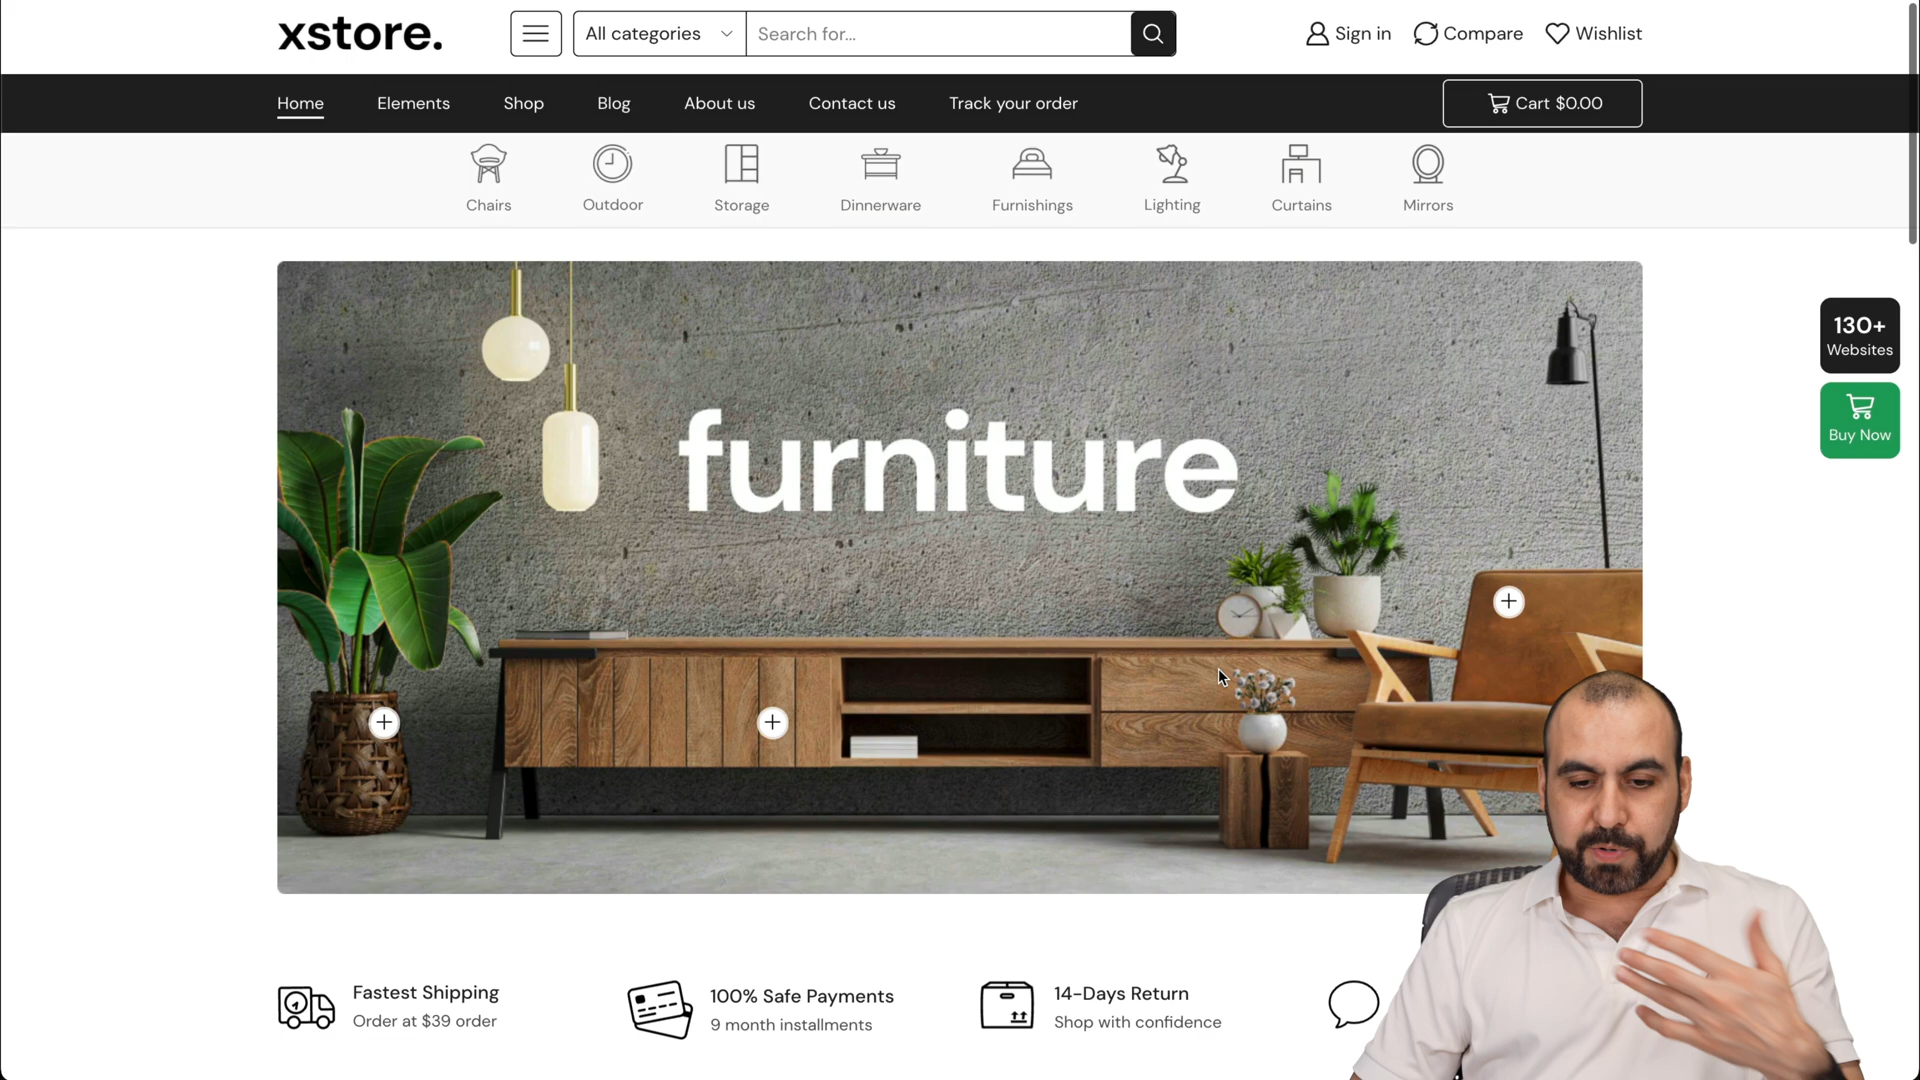 xstore.
All categories
Search for...
Sign in
Compare
Wishlist
Home
Elements
Shop
Blog
About us
Contact us
Track your order
Cart $0.00
Chairs
Outdoor
Storage
Dinnerware
Furnishings
Lighting
Curtains
Mirrors
130+
Websites
Buy Now
furniture
Fastest Shipping
Order at $39 order
100% Safe Payments
9 month installments
14-Days Return
Shop with confidence